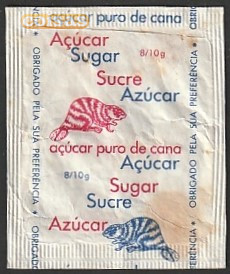 açúcar puro de cana
Açúcar
Sugar
8/10g
Sucre
Azúcar
açúcar puro de cana
Açúcar
8/10g
Sugar
Sucre
Azúcar
OBRIGADO PELA SUA PREFERÊNCIA
OBRIGADO PELA SUA PREFERÊNCIA